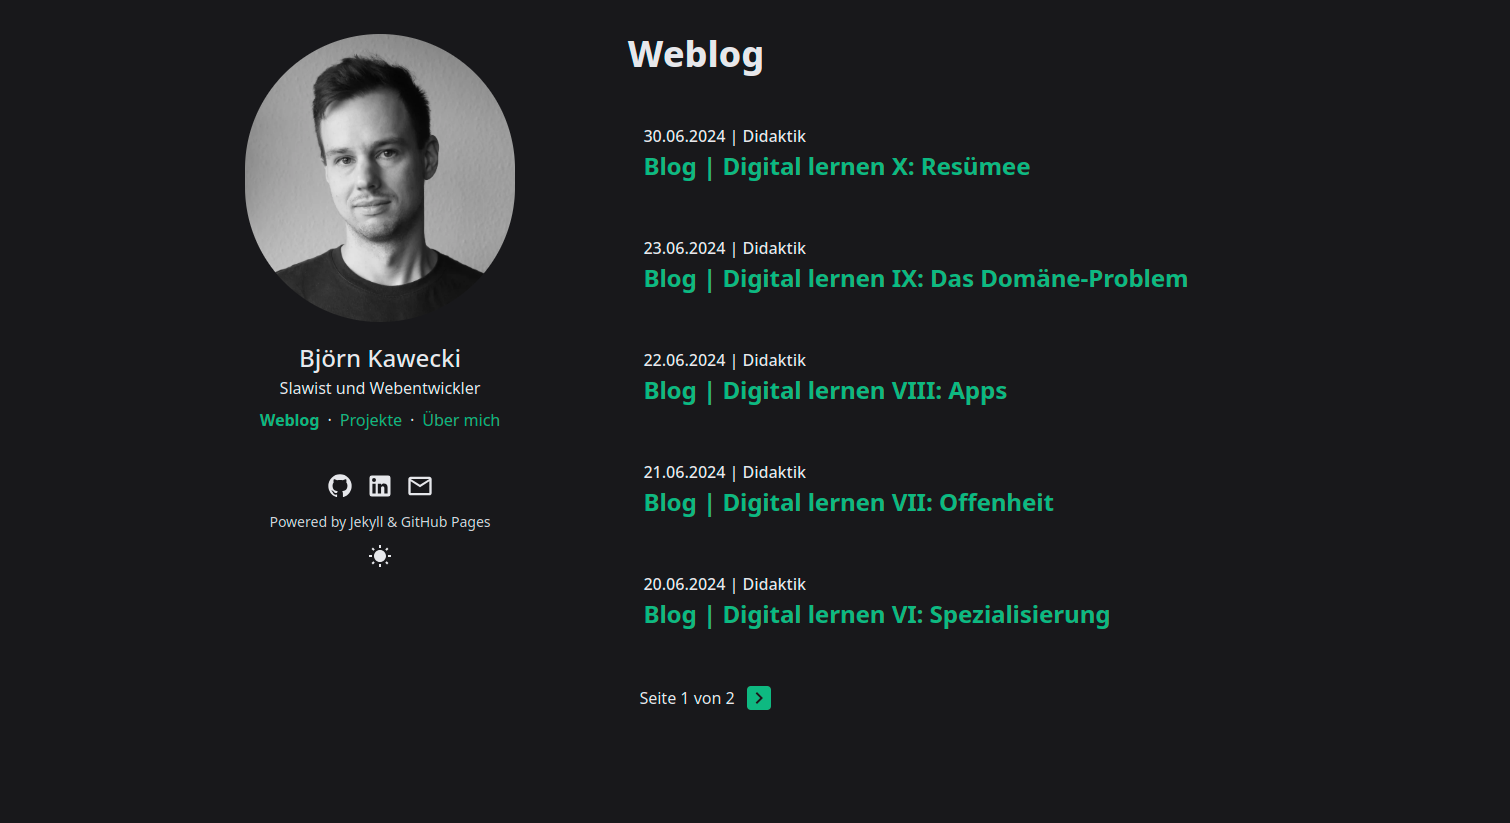 Björn Kawecki
Slawist und Webentwickler
Weblog · Projekte · Über mich
Powered by Jekyll & GitHub Pages
Weblog
30.06.2024 | Didaktik
Blog | Digital lernen X: Resümee
23.06.2024 | Didaktik
Blog | Digital lernen IX: Das Domäne-Problem
22.06.2024 | Didaktik
Blog | Digital lernen VIII: Apps
21.06.2024 | Didaktik
Blog | Digital lernen VII: Offenheit
20.06.2024 | Didaktik
Blog | Digital lernen VI: Spezialisierung
Seite 1 von 2